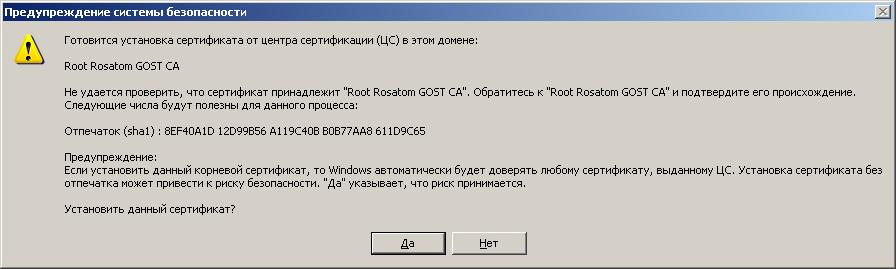 Предупреждение системы безопасности
Готовится установка сертификата от центра сертификации (ЦС) в этом домене:
Root Rosatom GOST CA
Не удается проверить, что сертификат принадлежит "Root Rosatom GOST CA". Обратитесь к "Root Rosatom GOST CA" и подтвердите его происхождение.
Следующие числа будут полезны для данного процесса:
Отпечаток (sha1) : 8EF40A1D 12D99B56 A119C40B B0B77AA8 611D9C65
Предупреждение:
Если установить данный корневой сертификат, то Windows автоматически будет доверять любому сертификату, выданному ЦС. Установка сертификата без
отпечатка может привести к риску безопасности. "Да" указывает, что риск принимается.
Установить данный сертификат?
Да
Нет